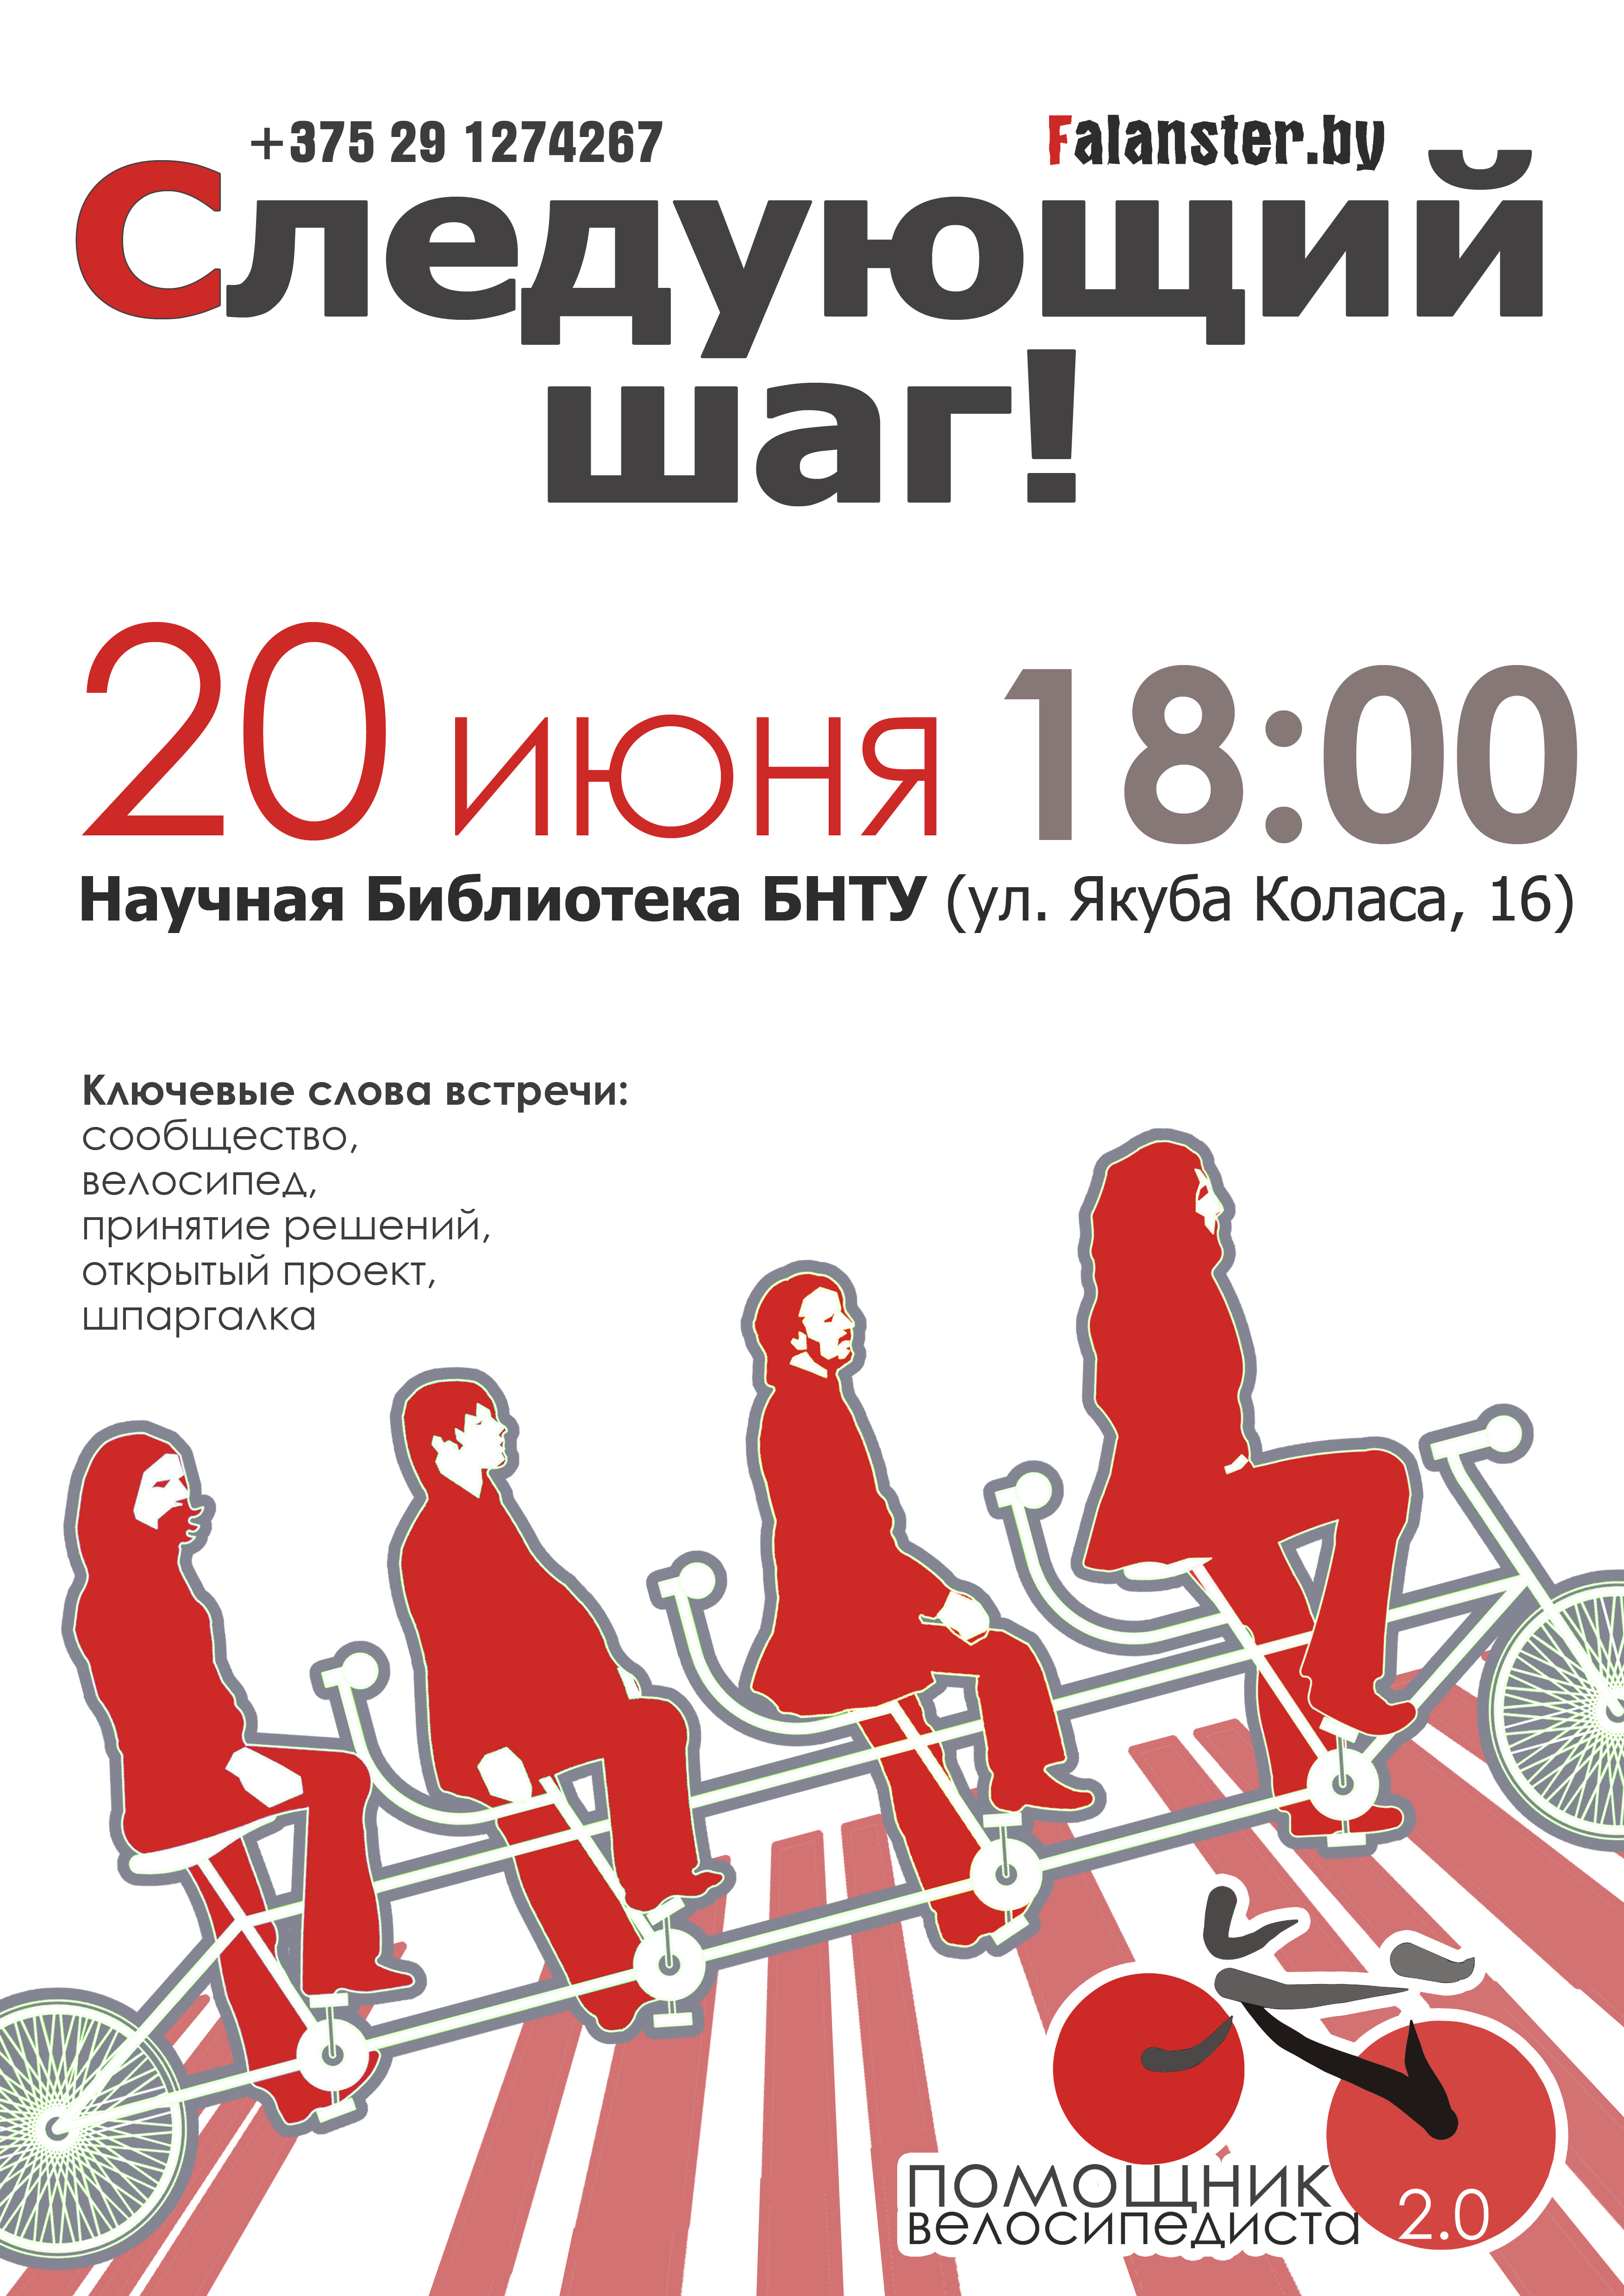 +375 29 1274267
Falanster.by
Следующий
шаг!
20 июня 18:00
Научная Библиотека БНТУ (ул. Якуба Коласа, 16)
Ключевые слова встречи:
сообщество,
велосипед,
принятие решений,
открытый проект,
шпаргалка
помощник
велосипедиста 2.0